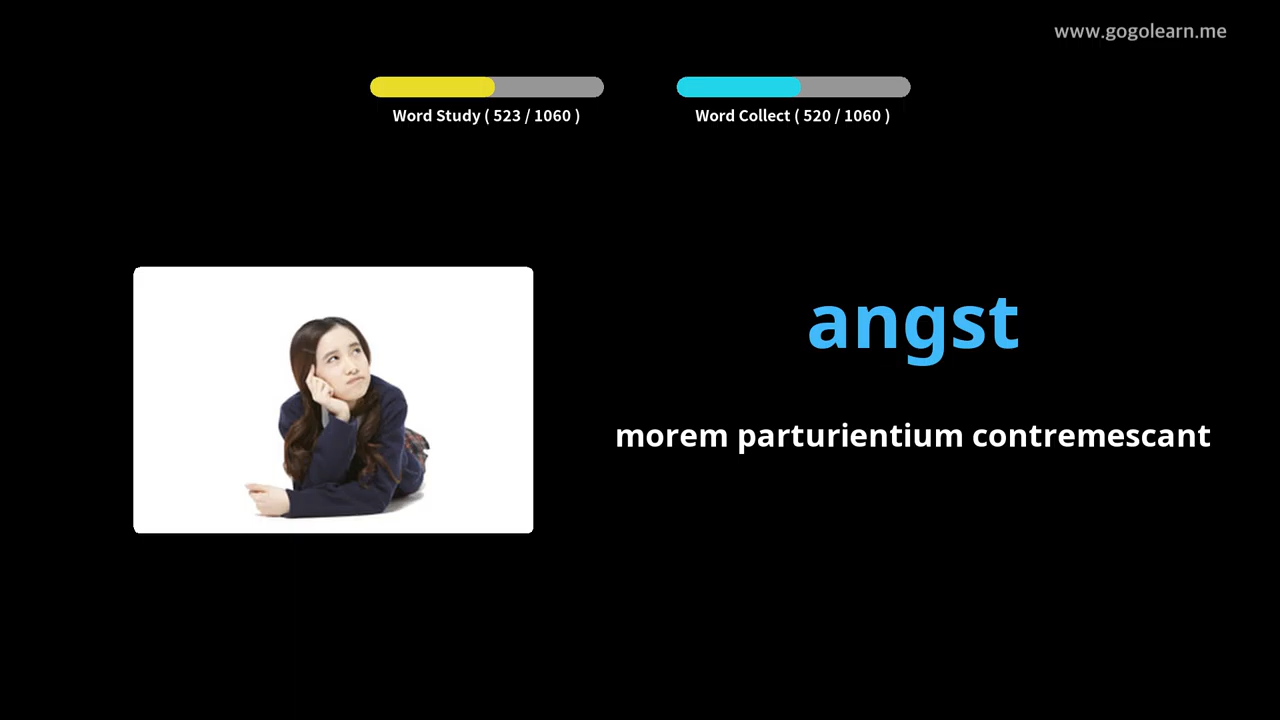 www.gogolearn.me
Word Study ( 523 / 1060 )
Word Collect ( 520 / 1060 )
angst
morem parturientium contremescant